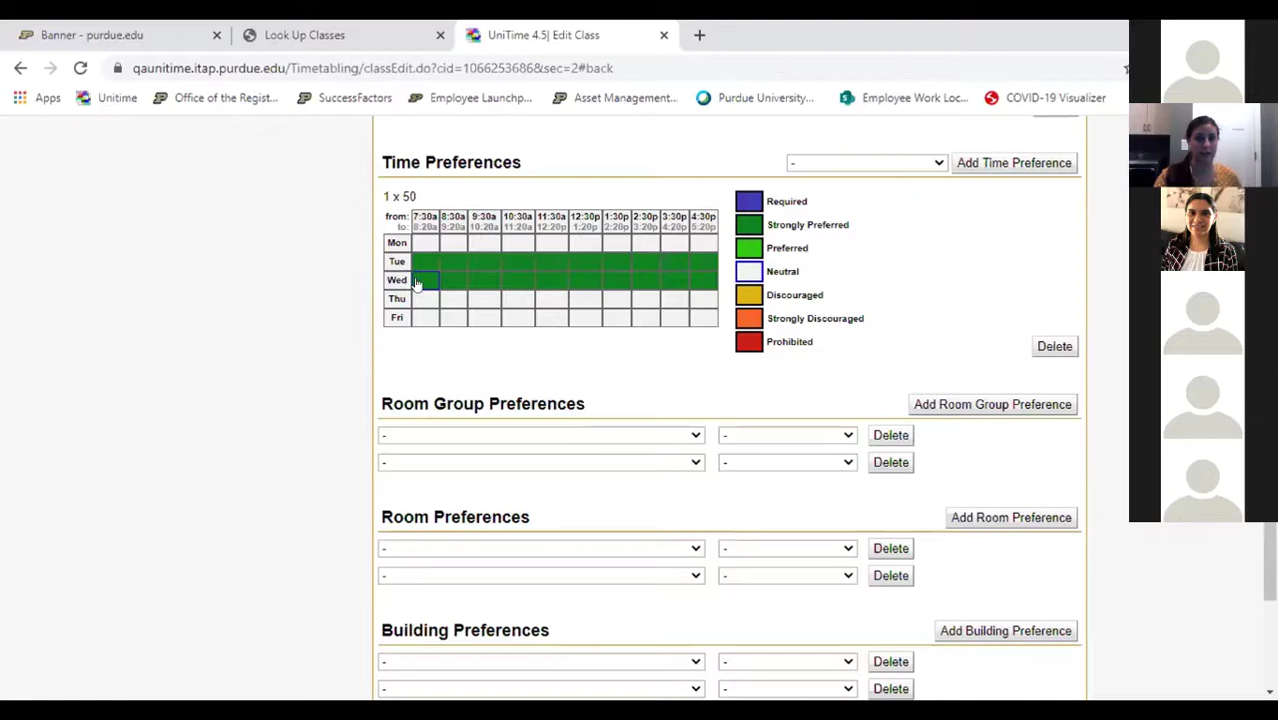 Banner - purdue.edu
Look Up Classes
UniTime 4.5| Edit Class
qaunitime.itap.purdue.edu/Timetabling/classEdit.do?cid=1066253686&sec=2#back
Apps
Unitime
Office of the Regist...
SuccessFactors
Employee Launchp...
Asset Management...
Purdue University...
Employee Work Loc...
COVID-19 Visualizer
Time Preferences
-
Add Time Preference
1 x 50
from: 7:30a 8:30a 9:30a 10:30a 11:30a 12:30p 1:30p 2:30p 3:30p 4:30p
to: 8:20a 9:20a 10:20a 11:20a 12:20p 1:20p 2:20p 3:20p 4:20p 5:20p
Mon
Tue
Wed
Thu
Fri
Required
Strongly Preferred
Preferred
Neutral
Discouraged
Strongly Discouraged
Prohibited
Delete
Room Group Preferences
Add Room Group Preference
- - Delete
- - Delete
Room Preferences
Add Room Preference
- - Delete
- - Delete
Building Preferences
Add Building Preference
- - Delete
- - Delete